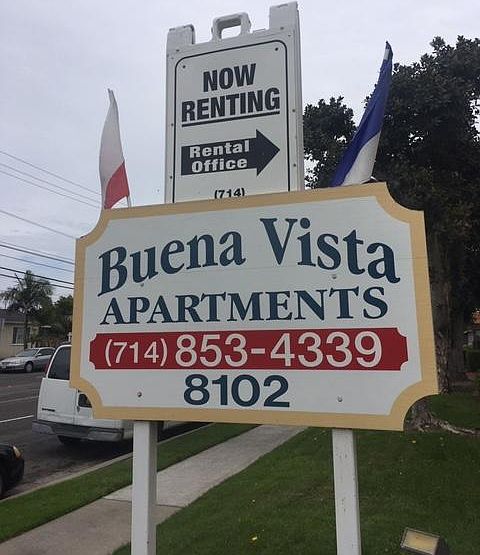 NOW
RENTING
Rental
Office
(714)
Buena Vista
APARTMENTS
(714) 853-4339
8102